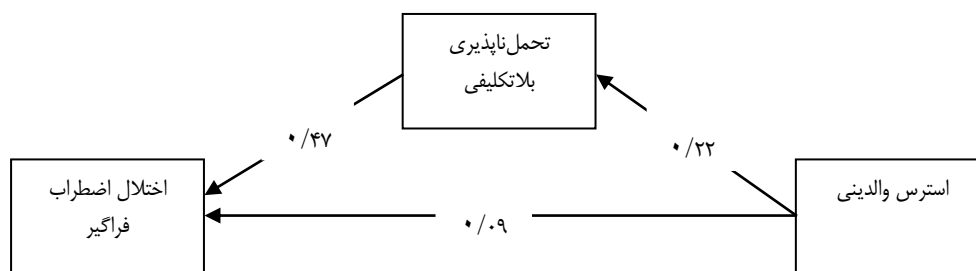 تحمل‌ناپذیری
بلاتکلیفی
۰/۴۷
۰/۲۲
استرس والدینی
اختلال اضطراب
فراگیر
۰/۰۹